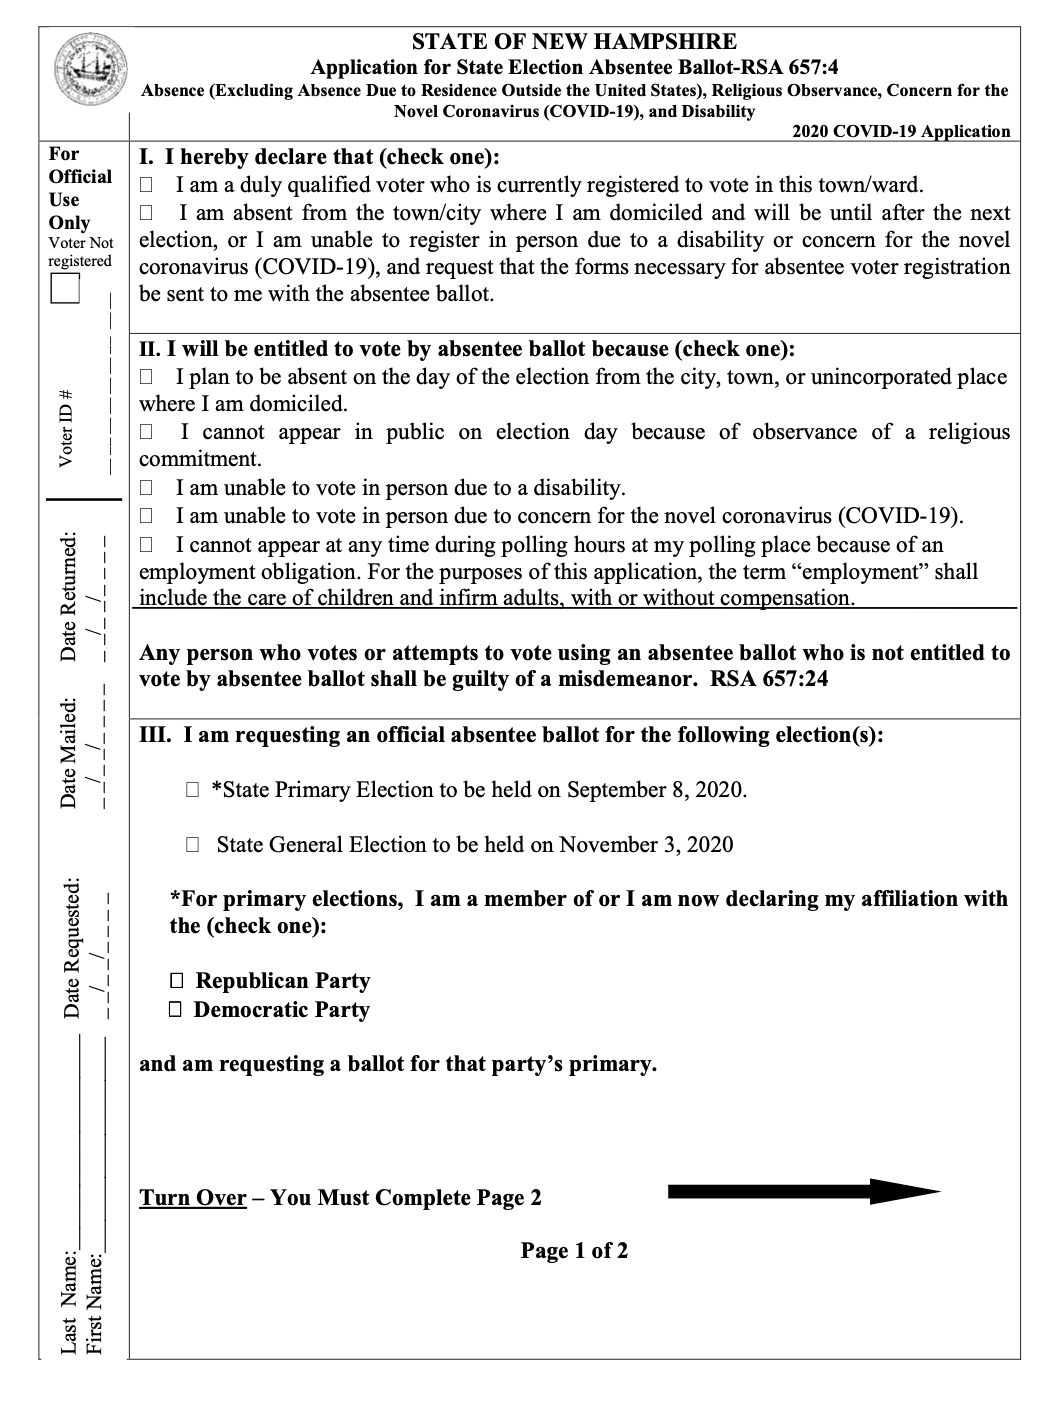 STATE OF NEW HAMPSHIRE
Application for State Election Absentee Ballot-RSA 657:4
Absence (Excluding Absence Due to Residence Outside the United States), Religious Observance, Concern for the
Novel Coronavirus (COVID-19), and Disability
2020 COVID-19 Application
For
Official
Use
Only
Voter Not
registered
Voter ID #
Date Returned: __/__/____
Date Mailed: __/__/____
Date Requested: __/__/____
Last Name:____________________
First Name:____________________
I. I hereby declare that (check one):
☐ I am a duly qualified voter who is currently registered to vote in this town/ward.
☐ I am absent from the town/city where I am domiciled and will be until after the next
election, or I am unable to register in person due to a disability or concern for the novel
coronavirus (COVID-19), and request that the forms necessary for absentee voter registration
be sent to me with the absentee ballot.
II. I will be entitled to vote by absentee ballot because (check one):
☐ I plan to be absent on the day of the election from the city, town, or unincorporated place
where I am domiciled.
☐ I cannot appear in public on election day because of observance of a religious
commitment.
☐ I am unable to vote in person due to a disability.
☐ I am unable to vote in person due to concern for the novel coronavirus (COVID-19).
☐ I cannot appear at any time during polling hours at my polling place because of an
employment obligation. For the purposes of this application, the term “employment” shall
include the care of children and infirm adults, with or without compensation.
Any person who votes or attempts to vote using an absentee ballot who is not entitled to
vote by absentee ballot shall be guilty of a misdemeanor. RSA 657:24
III. I am requesting an official absentee ballot for the following election(s):
☐ *State Primary Election to be held on September 8, 2020.
☐ State General Election to be held on November 3, 2020
*For primary elections, I am a member of or I am now declaring my affiliation with
the (check one):
☐ Republican Party
☐ Democratic Party
and am requesting a ballot for that party’s primary.
Turn Over – You Must Complete Page 2
Page 1 of 2